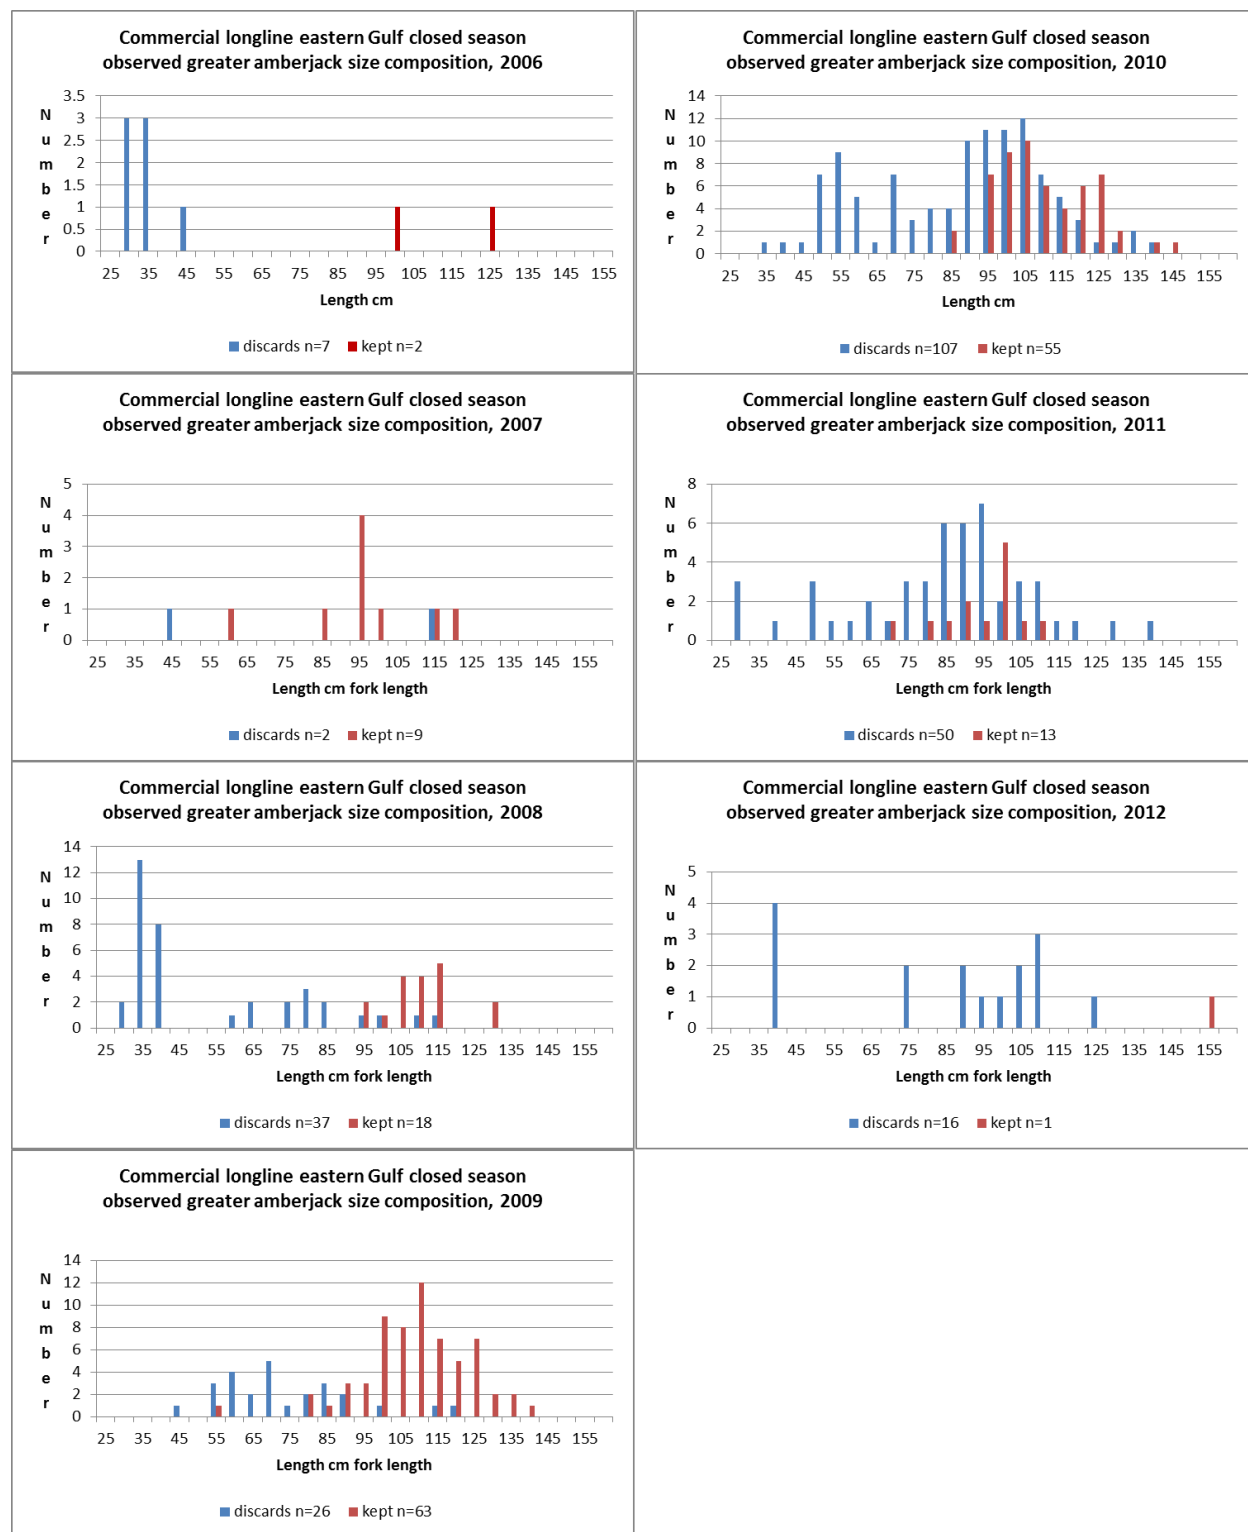 Commercial longline eastern Gulf closed season
observed greater amberjack size composition, 2006
Number
3.5
3
2.5
2
1.5
1
0.5
0
25 35 45 55 65 75 85 95 105 115 125 135 145 155
Length cm
discards n=7 kept n=2
Commercial longline eastern Gulf closed season
observed greater amberjack size composition, 2010
Number
14
12
10
8
6
4
2
0
25 35 45 55 65 75 85 95 105 115 125 135 145 155
Length cm
discards n=107 kept n=55
Commercial longline eastern Gulf closed season
observed greater amberjack size composition, 2007
Number
5
4
3
2
1
0
25 35 45 55 65 75 85 95 105 115 125 135 145 155
Length cm fork length
discards n=2 kept n=9
Commercial longline eastern Gulf closed season
observed greater amberjack size composition, 2011
Number
8
6
4
2
0
25 35 45 55 65 75 85 95 105 115 125 135 145 155
Length cm fork length
discards n=50 kept n=13
Commercial longline eastern Gulf closed season
observed greater amberjack size composition, 2008
Number
14
12
10
8
6
4
2
0
25 35 45 55 65 75 85 95 105 115 125 135 145 155
Length cm fork length
discards n=37 kept n=18
Commercial longline eastern Gulf closed season
observed greater amberjack size composition, 2012
Number
5
4
3
2
1
0
25 35 45 55 65 75 85 95 105 115 125 135 145 155
Length cm fork length
discards n=16 kept n=1
Commercial longline eastern Gulf closed season
observed greater amberjack size composition, 2009
Number
14
12
10
8
6
4
2
0
25 35 45 55 65 75 85 95 105 115 125 135 145 155
Length cm fork length
discards n=26 kept n=63